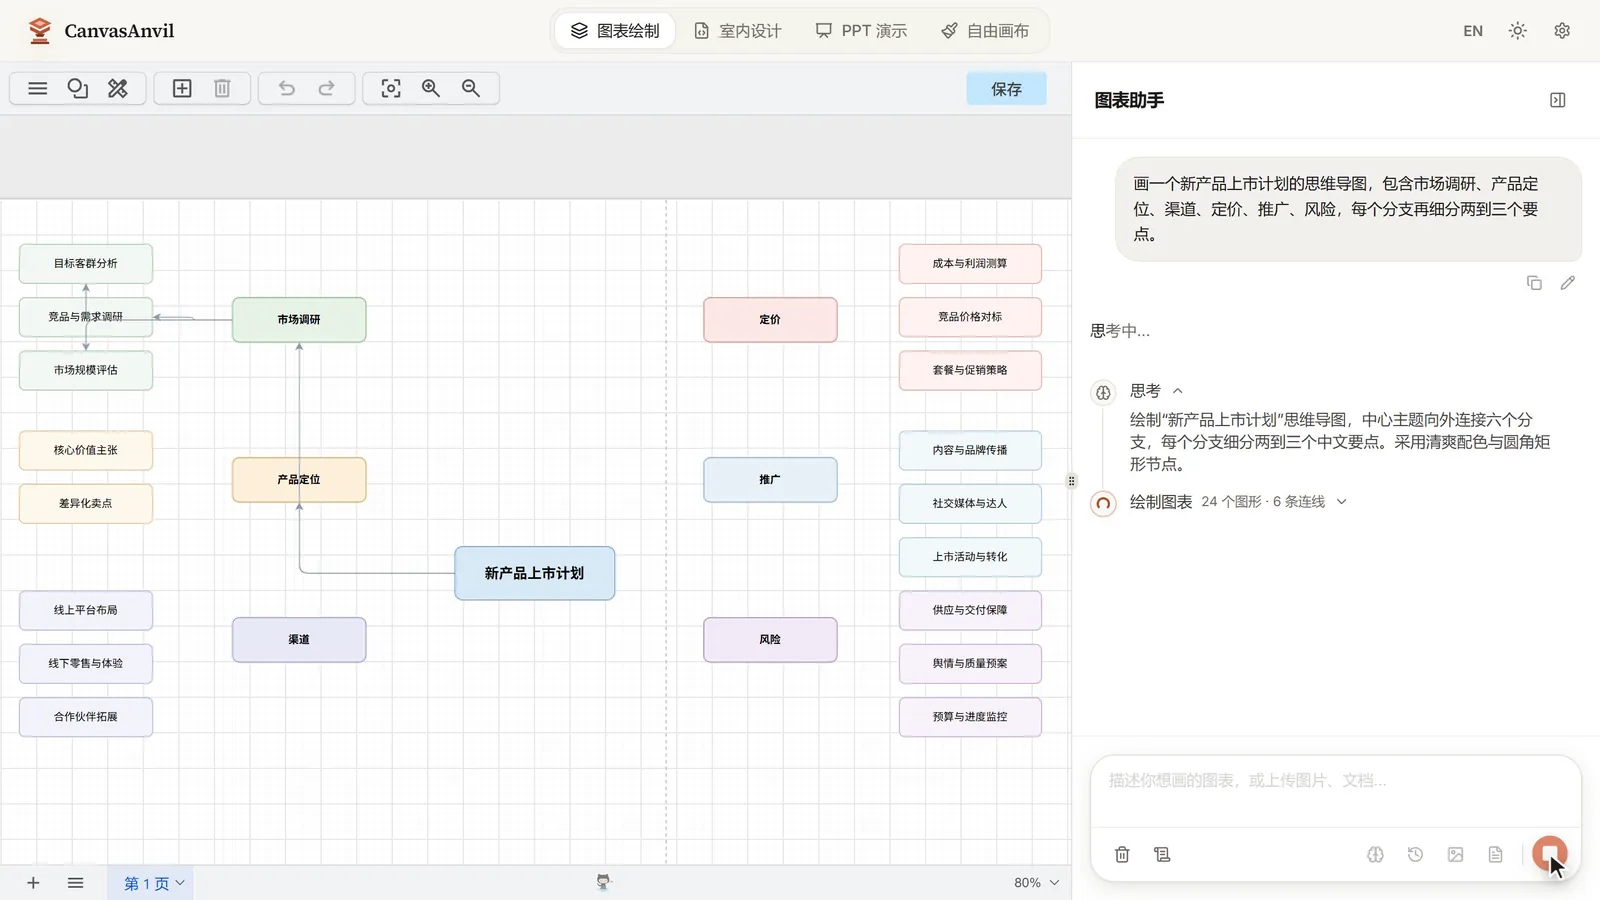 CanvasAnvil
图表绘制
室内设计
PPT 演示
自由画布
EN
保存
图表助手
画一个新产品上市计划的思维导图，包含市场调研、产品定
位、渠道、定价、推广、风险，每个分支再细分两到三个要
点。
思考中...
思考
绘制“新产品上市计划”思维导图，中心主题向外连接六个分
支，每个分支细分两到三个中文要点。采用清爽配色与圆角矩
形节点。
绘制图表 24 个图形 · 6 条连线
目标客群分析
竞品与需求调研
市场规模评估
市场调研
核心价值主张
差异化卖点
产品定位
新产品上市计划
线上平台布局
线下零售与体验
合作伙伴拓展
渠道
定价
成本与利润测算
竞品价格对标
套餐与促销策略
推广
内容与品牌传播
社交媒体与达人
上市活动与转化
风险
供应与交付保障
舆情与质量预案
预算与进度监控
描述你想画的图表，或上传图片、文档...
第 1 页
80%